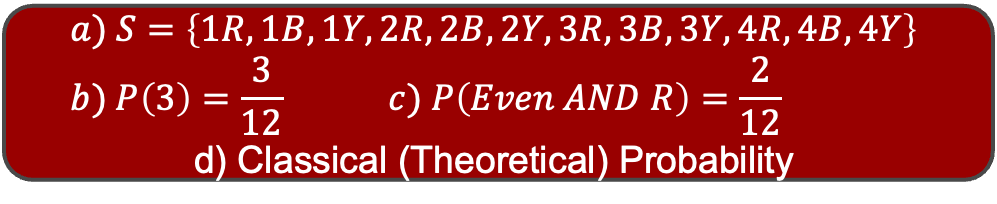 a) S = {1R, 1B, 1Y, 2R, 2B, 2Y, 3R, 3B, 3Y, 4R, 4B, 4Y}
b) P(3) = 3/12 c) P(Even AND R) = 2/12
d) Classical (Theoretical) Probability